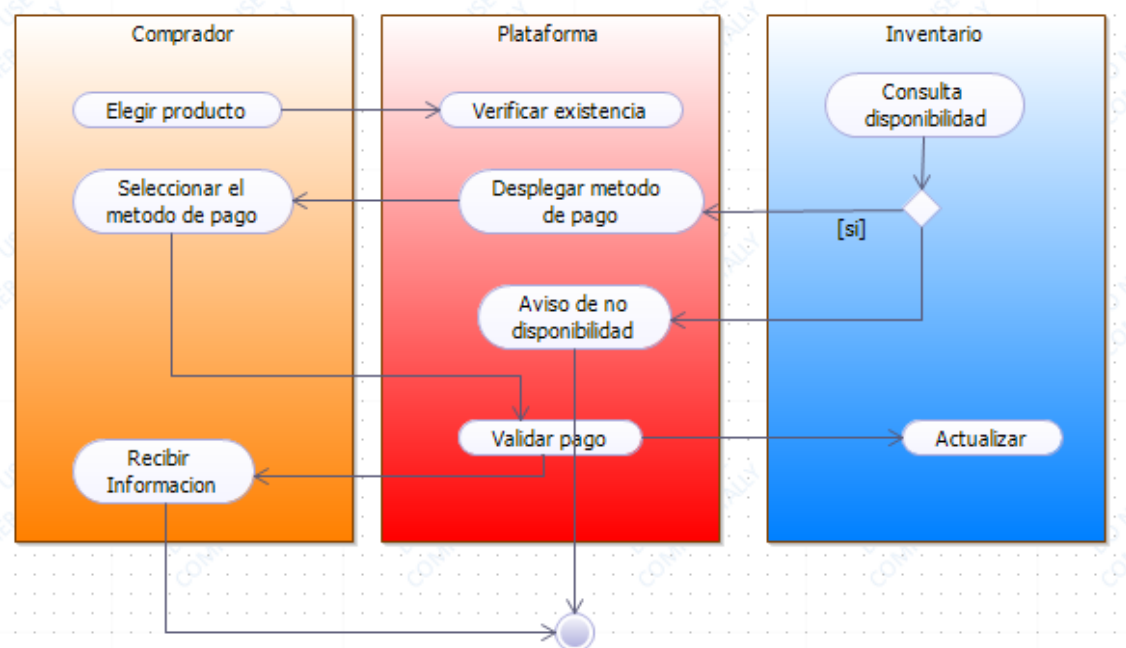 Comprador
Plataforma
Inventario
Elegir producto
Verificar existencia
Consulta
disponibilidad
Seleccionar el
metodo de pago
Desplegar metodo
de pago
[si]
Aviso de no
disponibilidad
Validar pago
Actualizar
Recibir
Informacion